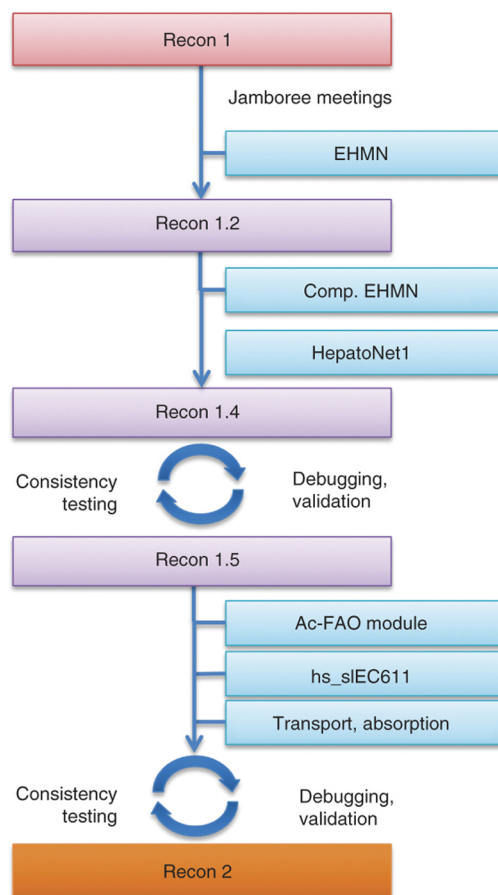 Recon 1
Jamboree meetings
EHMN
Recon 1.2
Comp. EHMN
HepatoNet1
Recon 1.4
Consistency
testing
Debugging,
validation
Recon 1.5
Ac-FAO module
hs_sIEC611
Transport, absorption
Consistency
testing
Debugging,
validation
Recon 2